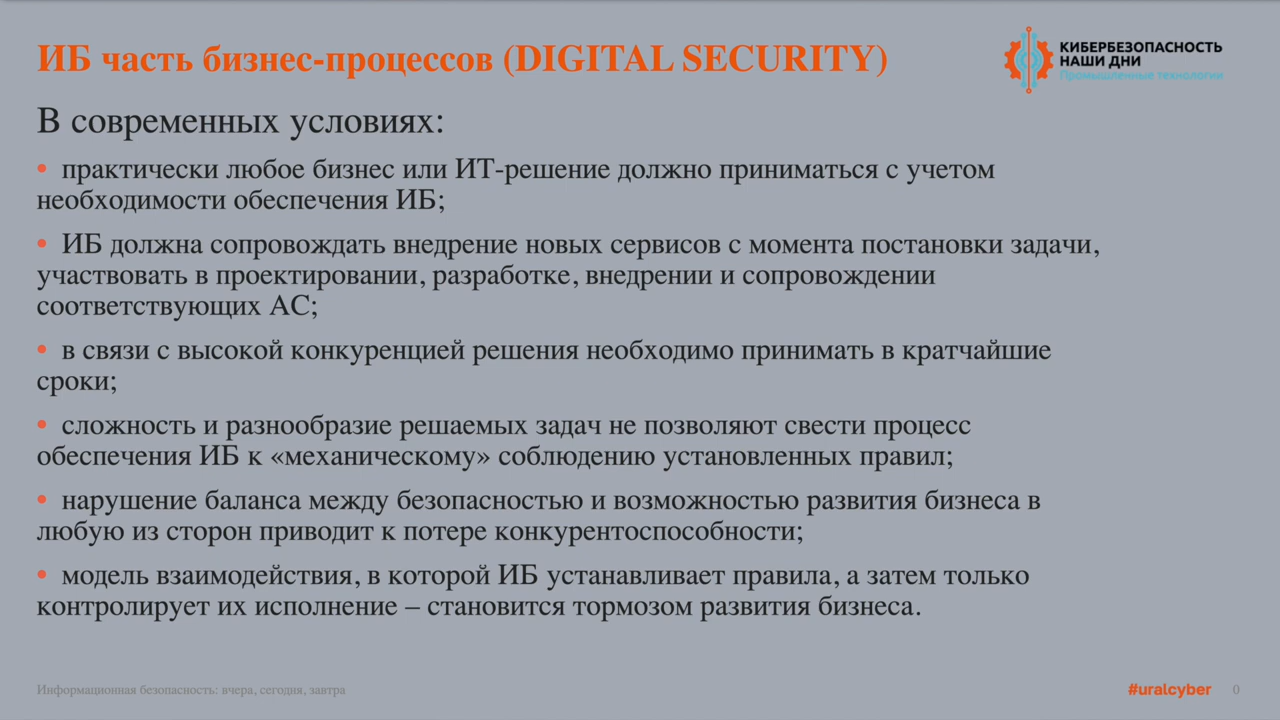 ИБ часть бизнес-процессов (DIGITAL SECURITY)
КИБЕРБЕЗОПАСНОСТЬ
НАШИ ДНИ
Промышленные технологии
В современных условиях:
• практически любое бизнес или ИТ-решение должно приниматься с учетом
необходимости обеспечения ИБ;
• ИБ должна сопровождать внедрение новых сервисов с момента постановки задачи,
участвовать в проектировании, разработке, внедрении и сопровождении
соответствующих АС;
• в связи с высокой конкуренцией решения необходимо принимать в кратчайшие
сроки;
• сложность и разнообразие решаемых задач не позволяют свести процесс
обеспечения ИБ к «механическому» соблюдению установленных правил;
• нарушение баланса между безопасностью и возможностью развития бизнеса в
любую из сторон приводит к потере конкурентоспособности;
• модель взаимодействия, в которой ИБ устанавливает правила, а затем только
контролирует их исполнение – становится тормозом развития бизнеса.
Информационная безопасность: вчера, сегодня, завтра
#uralcyber 0